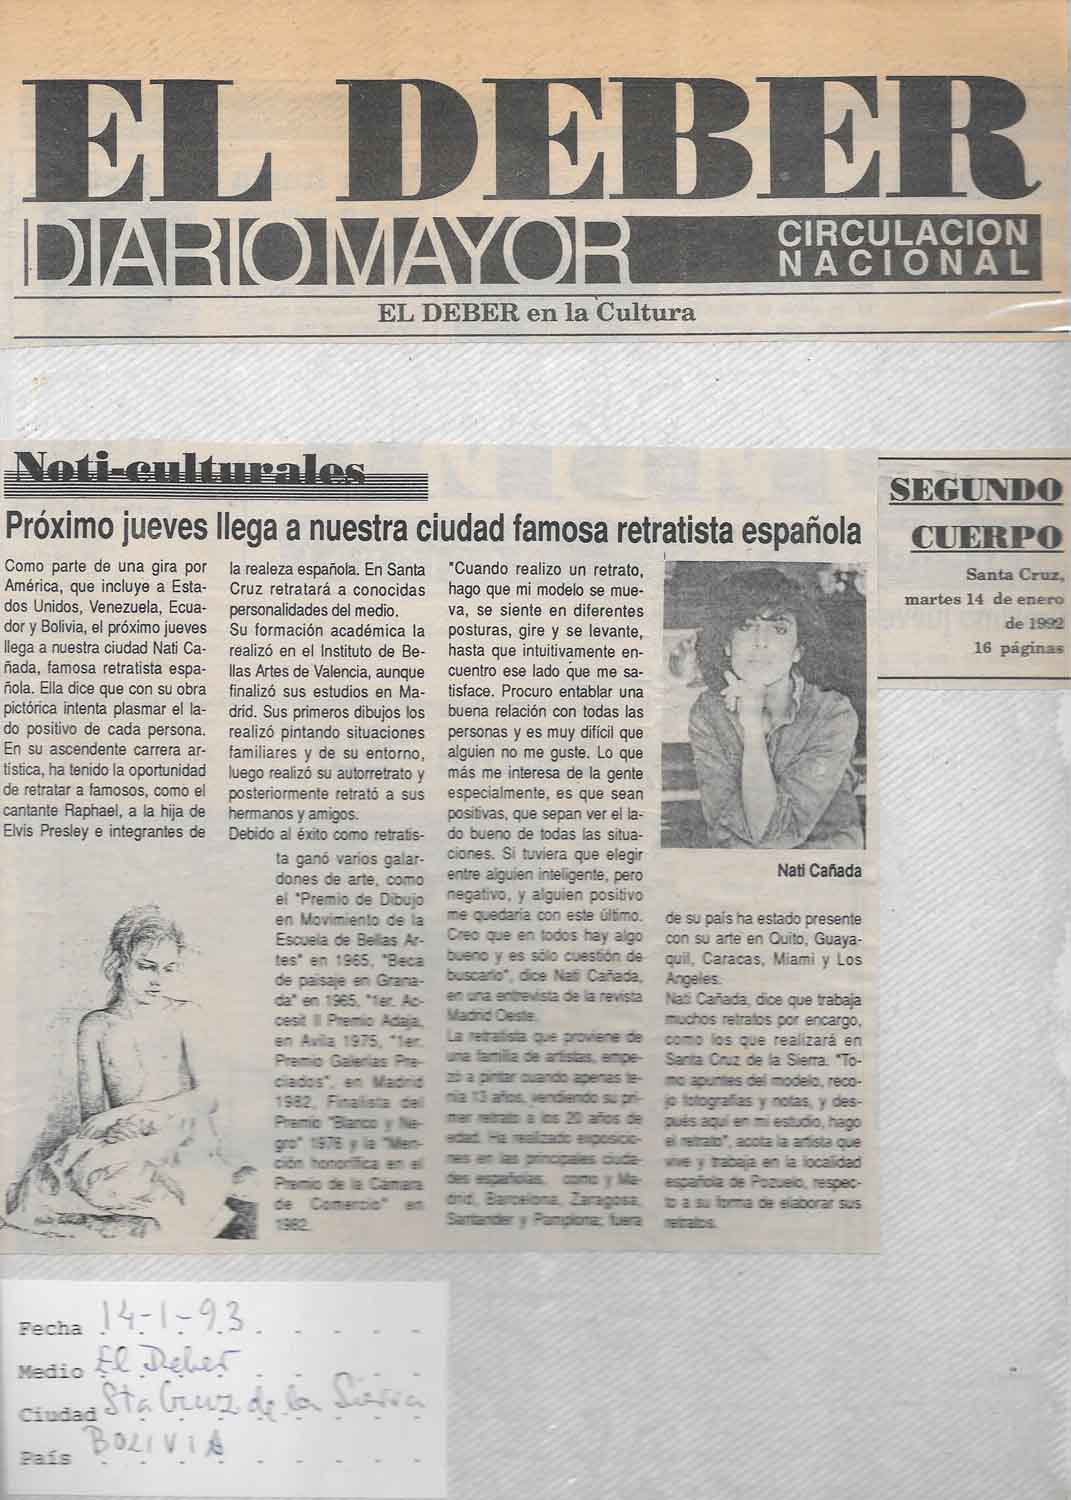 EL DEBER
DIARIO MAYOR
CIRCULACION
NACIONAL
EL DEBER en la Cultura
Noti-culturales
Próximo jueves llega a nuestra ciudad famosa retratista española
Como parte de una gira por
América, que incluye a Esta-
dos Unidos, Venezuela, Ecua-
dor y Bolivia, el próximo jueves
llega a nuestra ciudad Nati Ca-
ñada, famosa retratista espa-
ñola. Ella dice que con su obra
pictórica intenta plasmar el la-
do positivo de cada persona.
En su ascendente carrera ar-
tistica, ha tenido la oportunidad
de retratar a famosos, como el
cantante Raphael, a la hija de
Elvis Presley e integrantes de
la realeza española. En Santa
Cruz retratará a conocidas
personalidades del medio.
Su formación académica la
realizó en el Instituto de Be-
llas Artes de Valencia, aunque
finalizó sus estudios en Ma-
drid. Sus primeros dibujos los
realizó pintando situaciones
familiares y de su entorno,
luego realizó su autorretrato y
posteriormente retrató a sus
hermanos y amigos.
Debido al éxito como retratis-
ta ganó varios galar-
dones de arte, como
el "Premio de Dibujo
en Movimiento de la
Escuela de Bellas Ar-
tes" en 1965, "Beca
de paisaje en Grana-
da" en 1965, "1er. Ac-
cesit II Premio Adaja,
en Avila 1975, "1er.
Premio Galerías Pre-
ciados", en Madrid
1982, Finalista del
Premio "Blanco y Ne-
gro" 1976 y la "Men-
ción honorífica en el
Premio de la Cámara
de Comercio" en
1982.
"Cuando realizo un retrato,
hago que mi modelo se mue-
va, se siente en diferentes
posturas, gire y se levante,
hasta que intuitivamente en-
cuentro ese lado que me sa-
tisface. Procuro entablar una
buena relación con todas las
personas y es muy difícil que
alguien no me guste. Lo que
más me interesa de la gente
especialmente, es que sean
positivas, que sepan ver el la-
do bueno de todas las situa-
ciones. Si tuviera que elegir
entre alguien inteligente, pero
negativo, y alguien positivo
me quedaría con este último.
Creo que en todos hay algo
bueno y es sólo cuestión de
buscarlo", dice Nati Cañada,
en una entrevista de la revista
Madrid Oeste.
La retratista que proviene de
una familia de artistas, empe-
zó a pintar cuando apenas te-
nía 13 años, vendiendo su pri-
mer retrato a los 20 años de
edad. Ha realizado exposicio-
nes en las principales ciuda-
des españolas, como y Ma-
drid, Barcelona, Zaragosa,
Santander y Pamplona; fuera
Nati Cañada
de su país ha estado presente
con su arte en Quito, Guaya-
quil, Caracas, Miami y Los
Angeles.
Nati Cañada, dice que trabaja
muchos retratos por encargo,
como los que realizará en
Santa Cruz de la Sierra. "To-
mo apuntes del modelo, reco-
jo fotografías y notas, y des-
pués aquí en mi estudio, hago
el retrato", acota la artista que
vive y trabaja en la localidad
española de Pozuelo, respec-
to a su forma de elaborar sus
retratos.
SEGUNDO
CUERPO
Santa Cruz,
martes 14 de enero
de 1992
16 páginas
Fecha 14-1-93
Medio El Deber
Ciudad Sta Cruz de la Sierra
País BOLIVIA